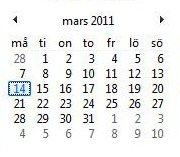 mars 2011
må ti on to fr lö sö
28 1 2 3 4 5 6
7 8 9 10 11 12 13
14 15 16 17 18 19 20
21 22 23 24 25 26 27
28 29 30 31 1 2 3
4 5 6 7 8 9 10